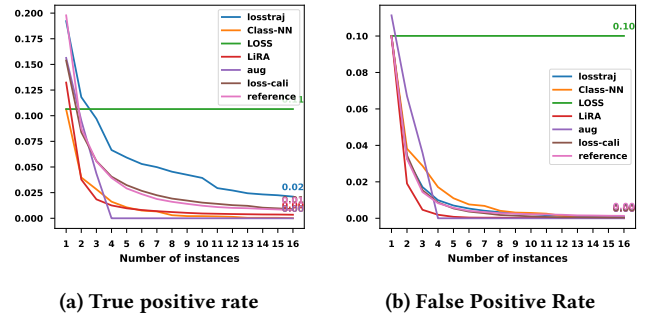 0.200
0.175
0.150
0.125
0.100
0.075
0.050
0.025
0.000
losstraj
Class-NN
LOSS
LiRA
aug
loss-cali
reference
0.02
0.01
1 2 3 4 5 6 7 8 9 10 11 12 13 14 15 16
Number of instances
(a) True positive rate
0.10
0.10
0.08
0.06
0.04
0.02
0.00
losstraj
Class-NN
LOSS
LiRA
aug
loss-cali
reference
0.00
1 2 3 4 5 6 7 8 9 10 11 12 13 14 15 16
Number of instances
(b) False Positive Rate